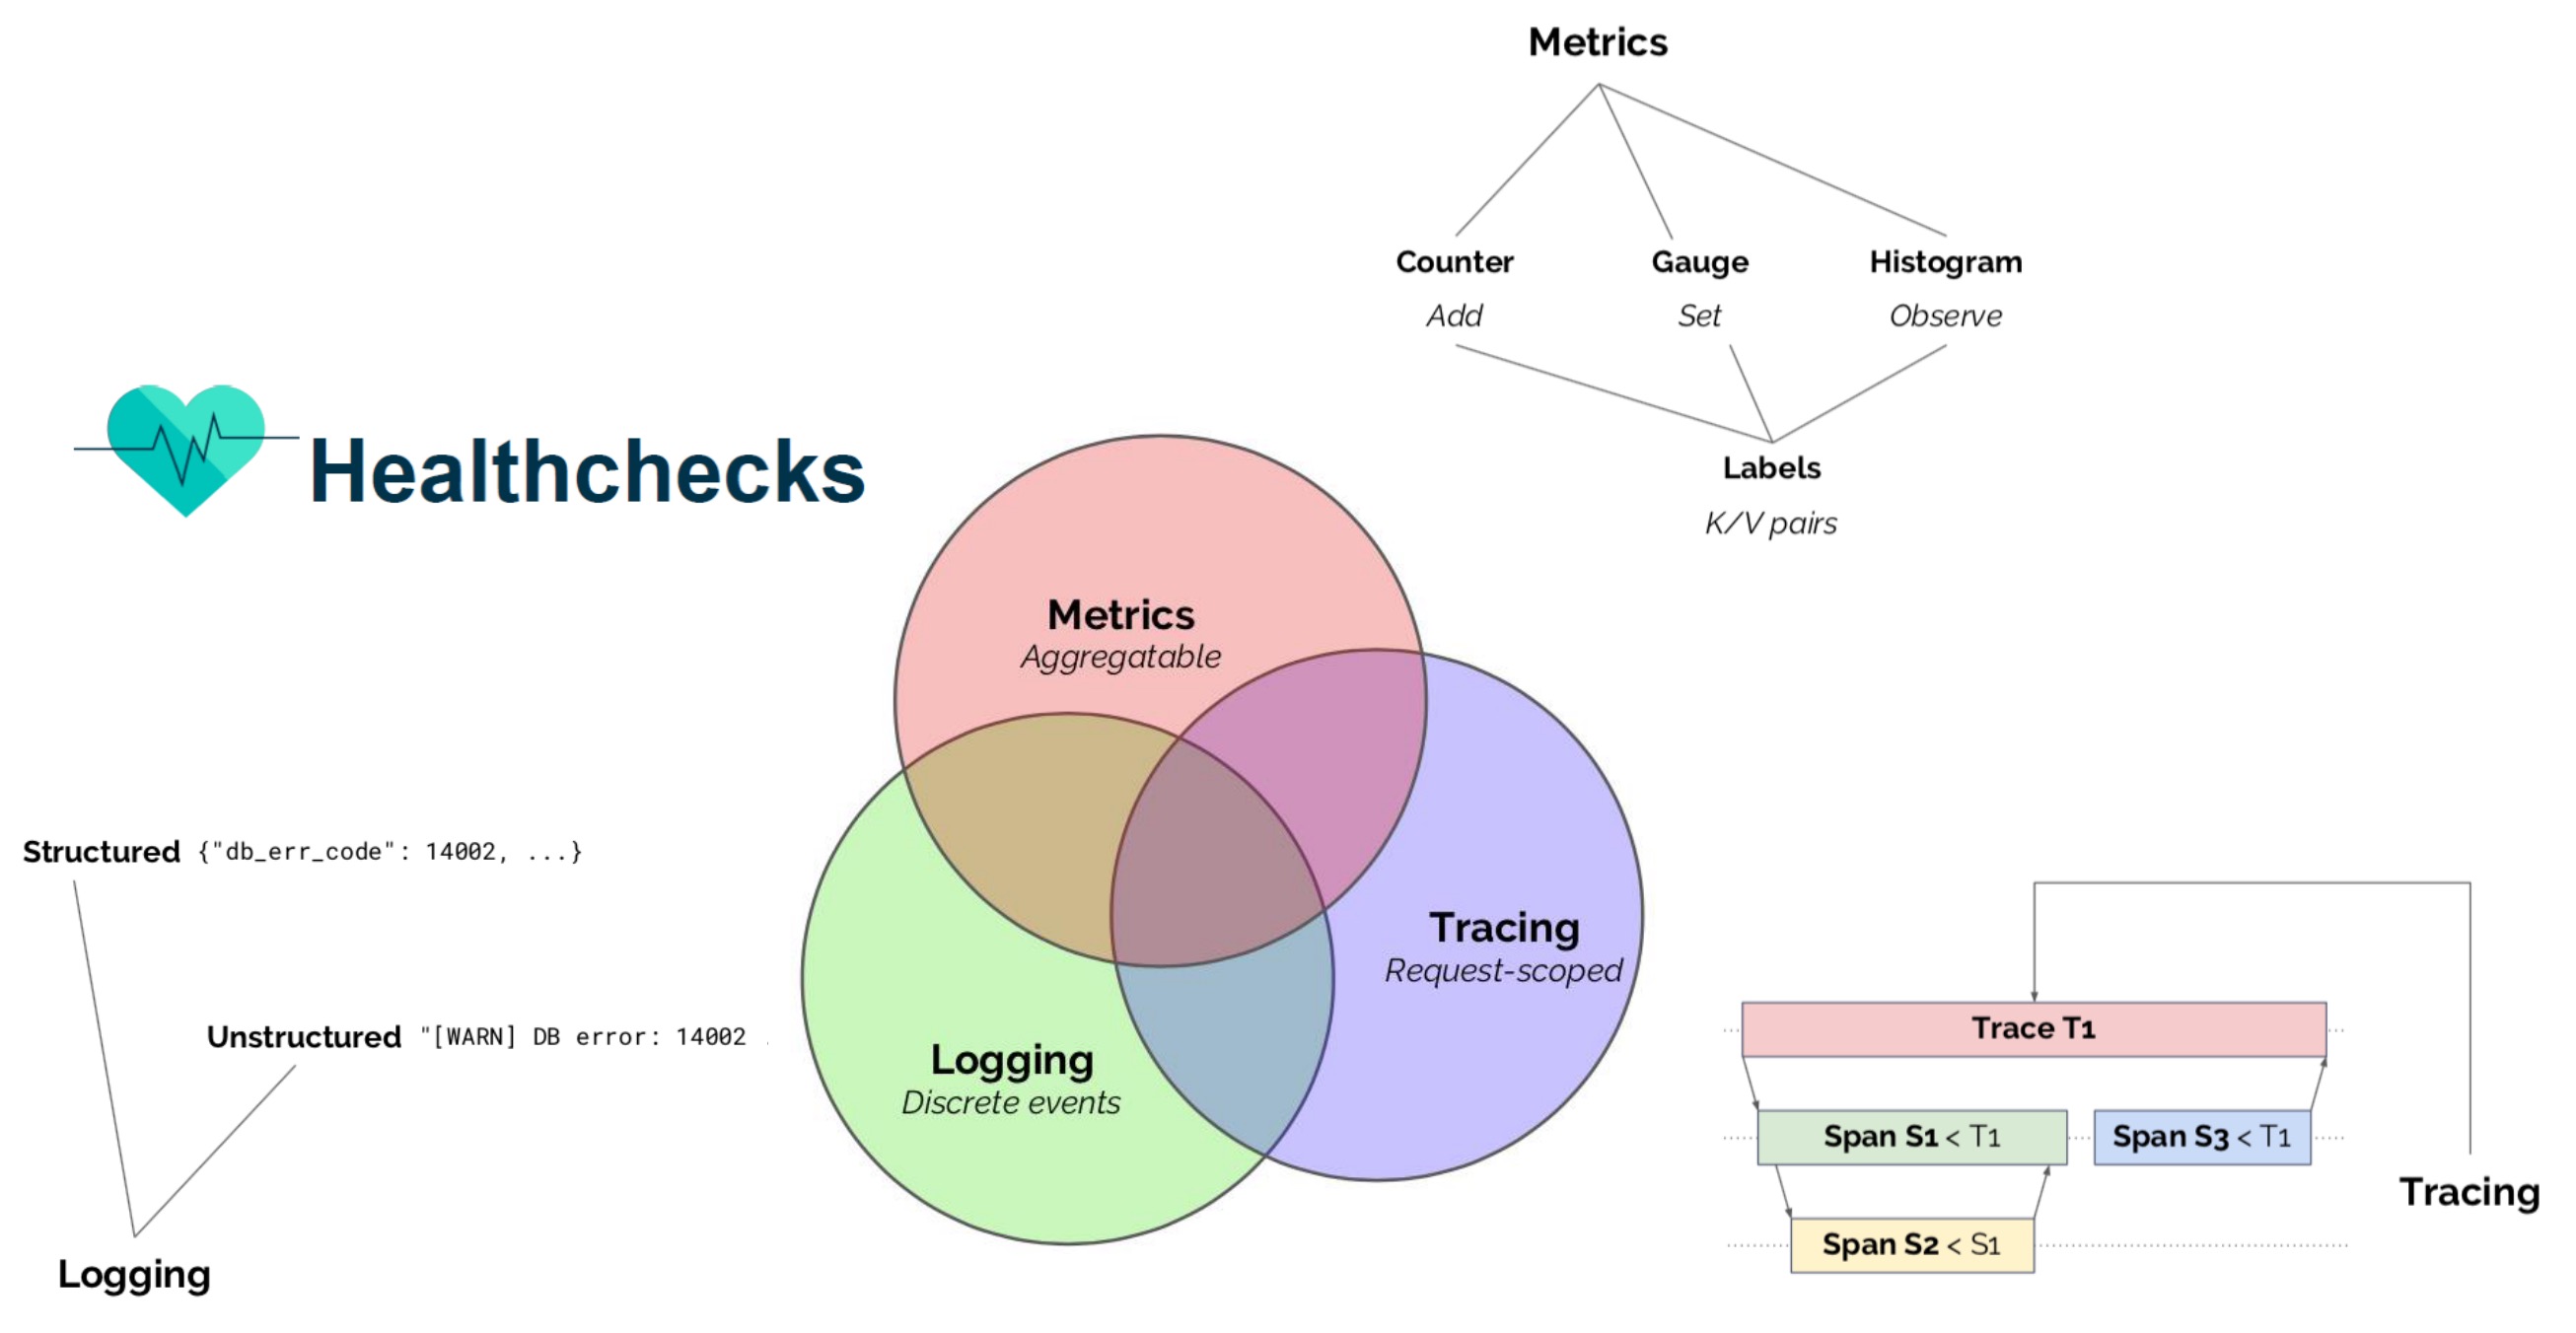 Metrics
Counter Gauge Histogram
Add Set Observe
Labels
K/V pairs
Healthchecks
Metrics
Aggregatable
Tracing
Request-scoped
Logging
Discrete events
Structured {"db_err_code": 14002, ...}
Unstructured "[WARN] DB error: 14002 .
Logging
Trace T1
Span S1 < T1
Span S3 < T1
Span S2 < S1
Tracing